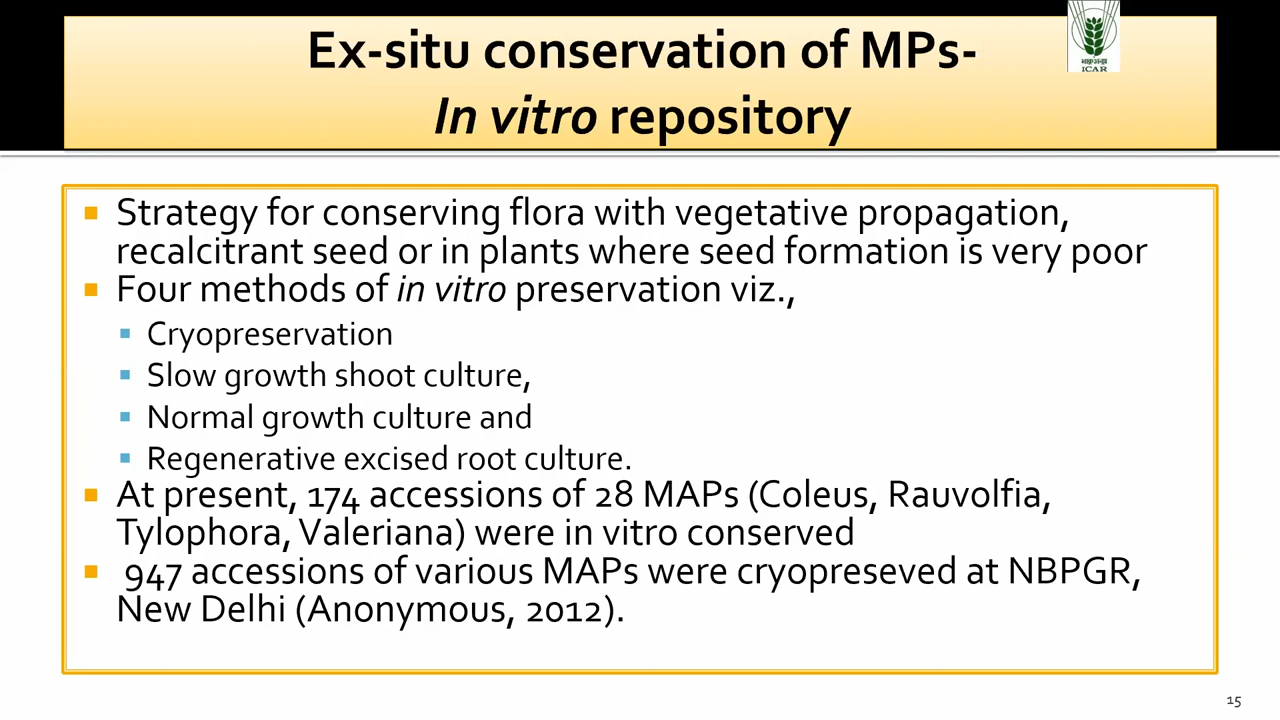 Ex-situ conservation of MPs-
In vitro repository
ICAR
Strategy for conserving flora with vegetative propagation,
recalcitrant seed or in plants where seed formation is very poor
Four methods of in vitro preservation viz.,
Cryopreservation
Slow growth shoot culture,
Normal growth culture and
Regenerative excised root culture.
At present, 174 accessions of 28 MAPs (Coleus, Rauvolfia,
Tylophora, Valeriana) were in vitro conserved
947 accessions of various MAPs were cryopreseved at NBPGR,
New Delhi (Anonymous, 2012).
15